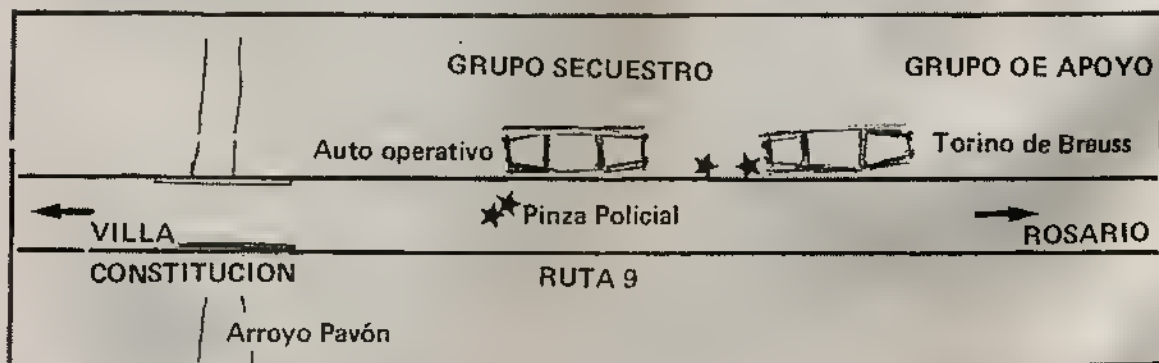 GRUPO SECUESTRO
GRUPO OE APOYO
Auto operativo
Torino de Breuss
Pinza Policial
VILLA
CONSTITUCION
ROSARIO
RUTA 9
Arroyo Pavón